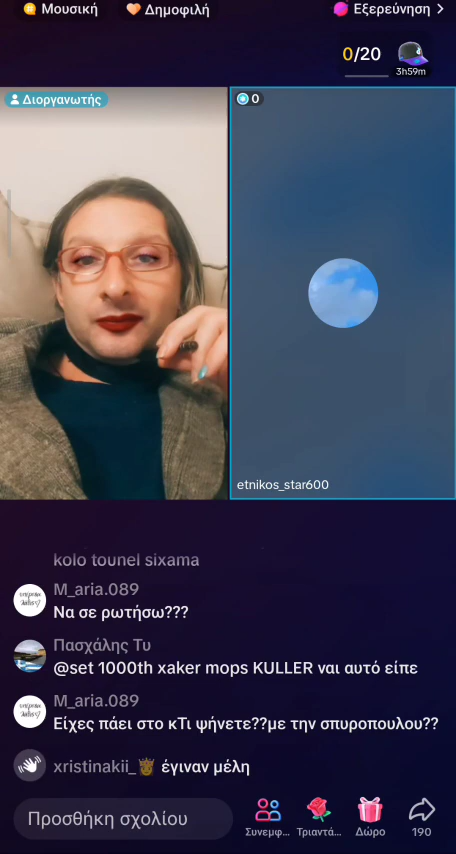 Μουσική
Δημοφιλή
Εξερεύνηση
0/20
3h59m
Διοργανωτής
0
etnikos_star600
kolo tounel sixama
M_aria.089
Να σε ρωτήσω???
Πασχάλης Τυ
@set 1000th xaker mops KULLER ναι αυτό είπε
M_aria.089
Είχες πάει στο κΤι ψήνετε??με την σπυροπουλου??
xristinakii_ έγιναν μέλη
Προσθήκη σχολίου
Συνεμφ...
Τριαντά...
Δώρο
190